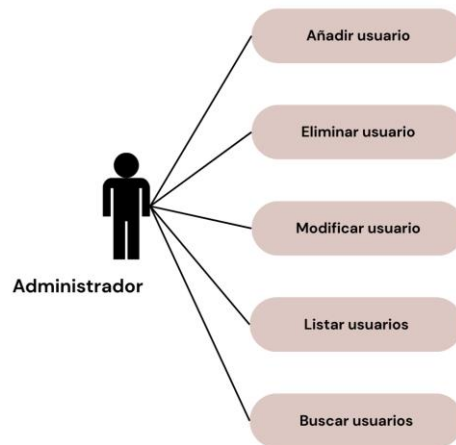 Añadir usuario
Eliminar usuario
Modificar usuario
Administrador
Listar usuarios
Buscar usuarios